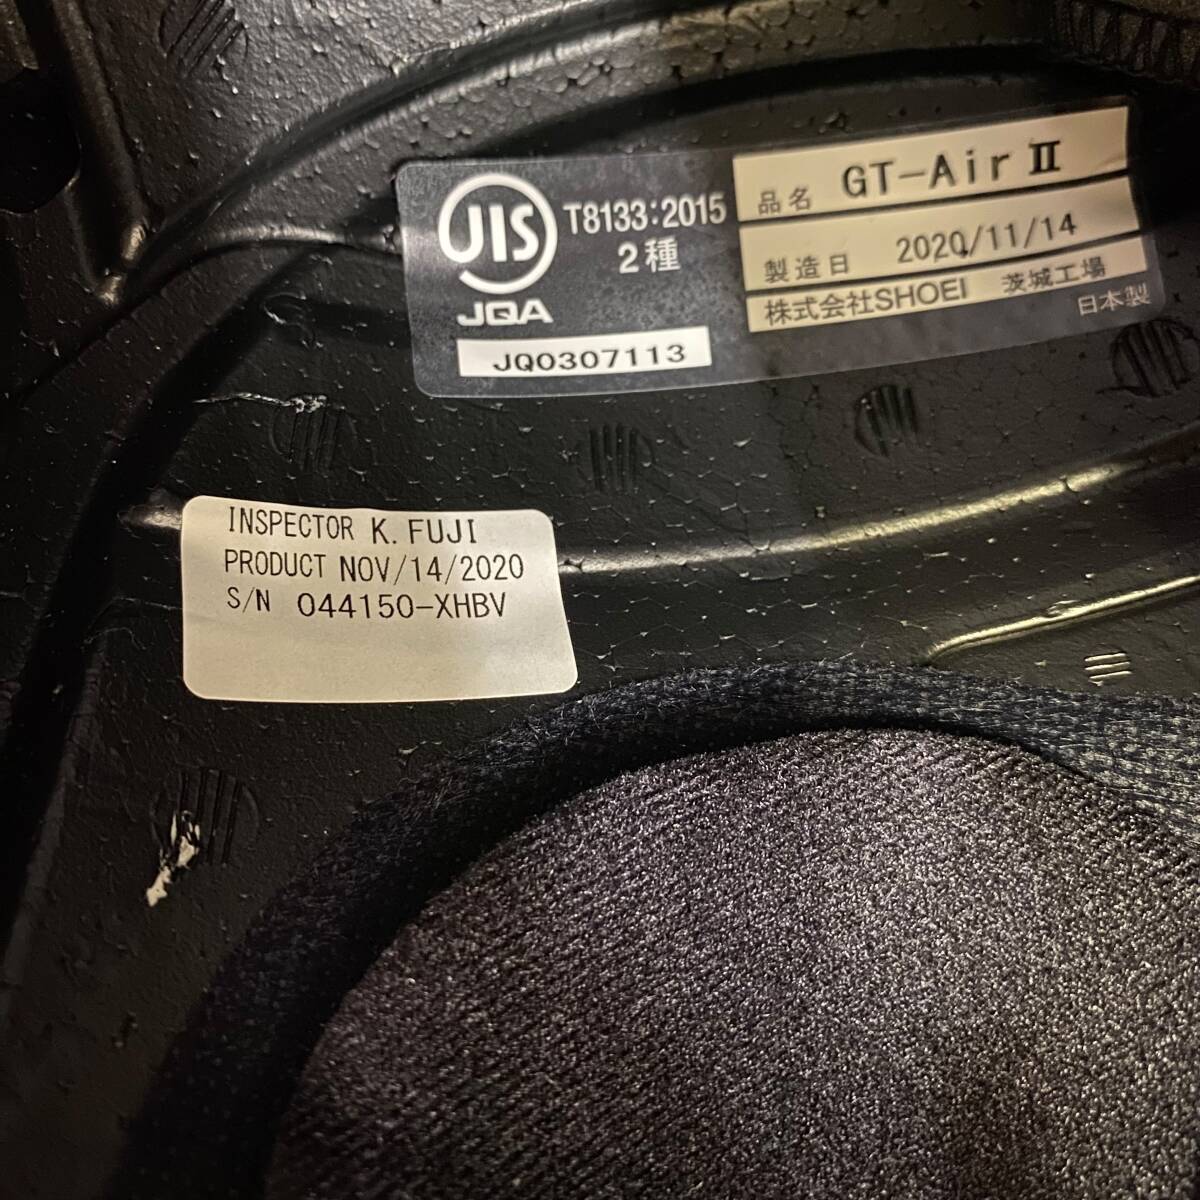 JIS
JQA
T8133:2015
2種
JQ0307113
品名 GT-Air II
製造日 2020/11/14
株式会社SHOEI 茨城工場
日本製
INSPECTOR K. FUJI
PRODUCT NOV/14/2020
S/N 044150-XHBV